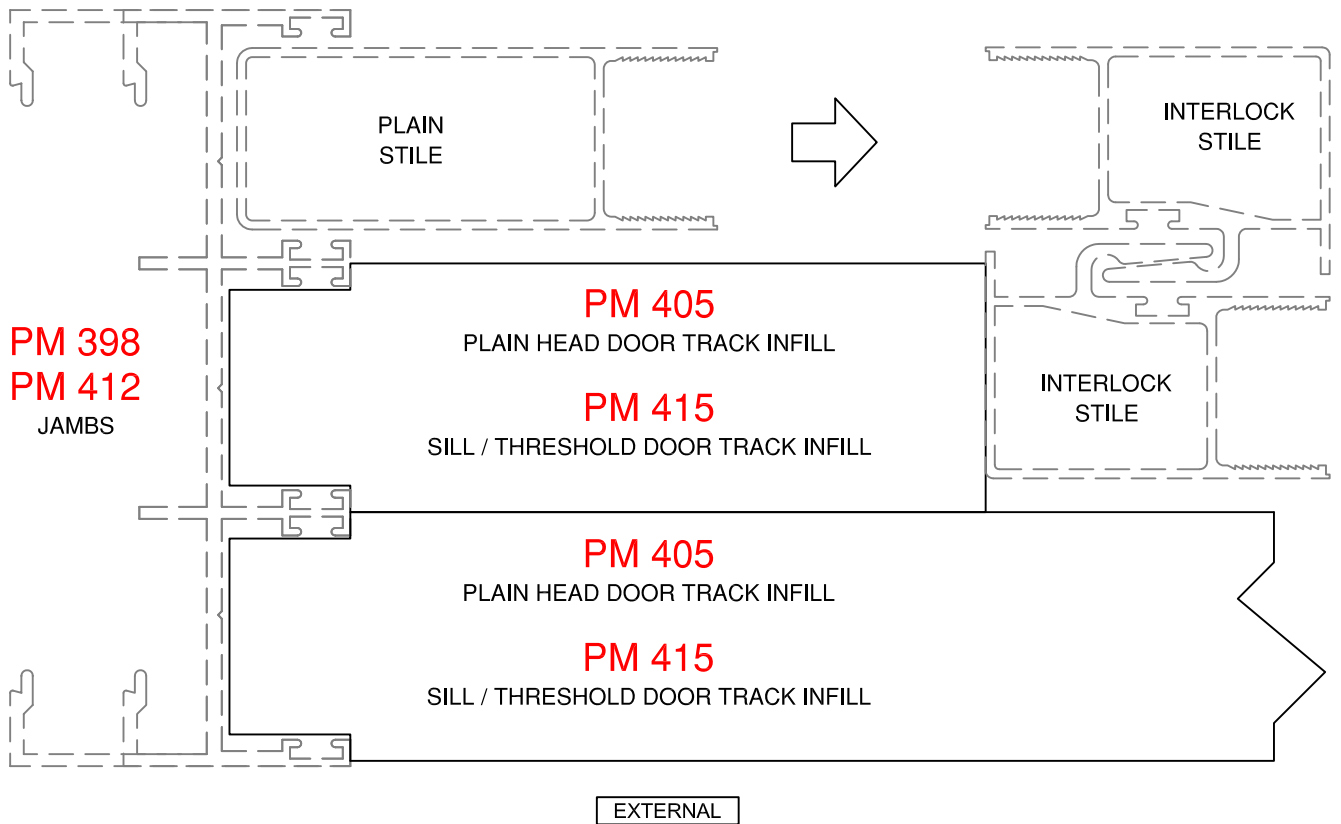 PLAIN
STILE
INTERLOCK
STILE
PM 405
PLAIN HEAD DOOR TRACK INFILL
PM 398
PM 412
JAMBS
PM 415
SILL / THRESHOLD DOOR TRACK INFILL
INTERLOCK
STILE
PM 405
PLAIN HEAD DOOR TRACK INFILL
PM 415
SILL / THRESHOLD DOOR TRACK INFILL
EXTERNAL